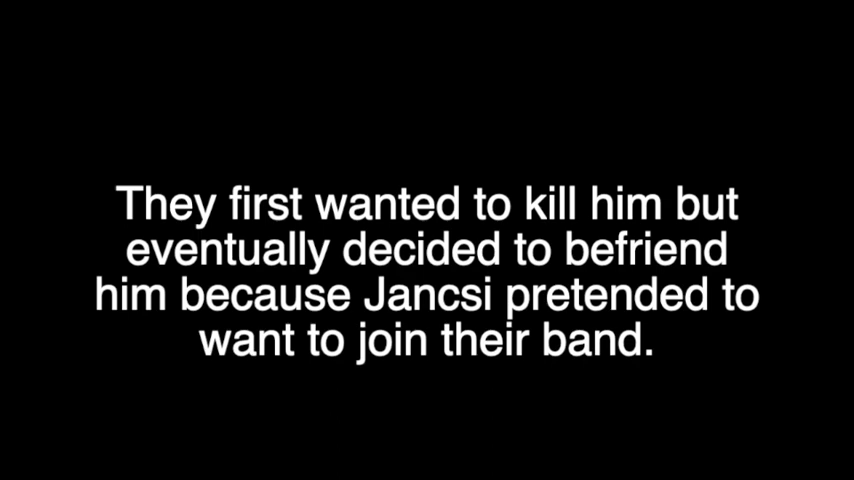 They first wanted to kill him but
eventually decided to befriend
him because Jancsi pretended to
want to join their band.